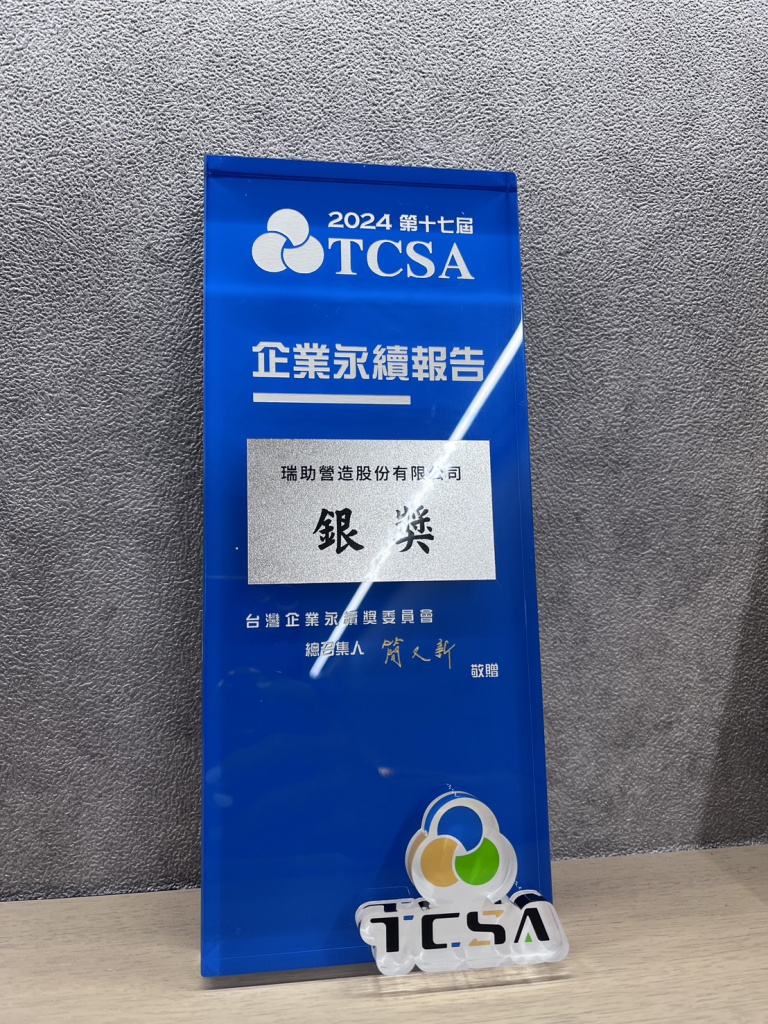 2024 第十七屆
TCSA
企業永續報告
瑞助營造股份有限公司
銀獎
台灣企業永續獎委員會
總召集人 簡又新
敬贈
TCSA